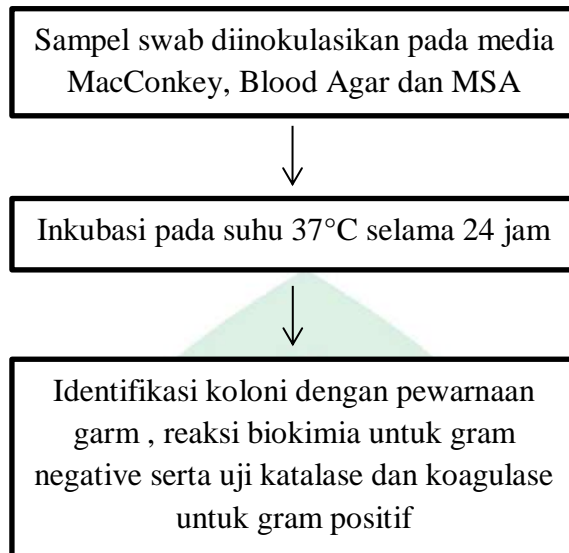 Sampel swab diinokulasikan pada media
MacConkey, Blood Agar dan MSA
Inkubasi pada suhu 37°C selama 24 jam
Identifikasi koloni dengan pewarnaan
garm , reaksi biokimia untuk gram
negative serta uji katalase dan koagulase
untuk gram positif